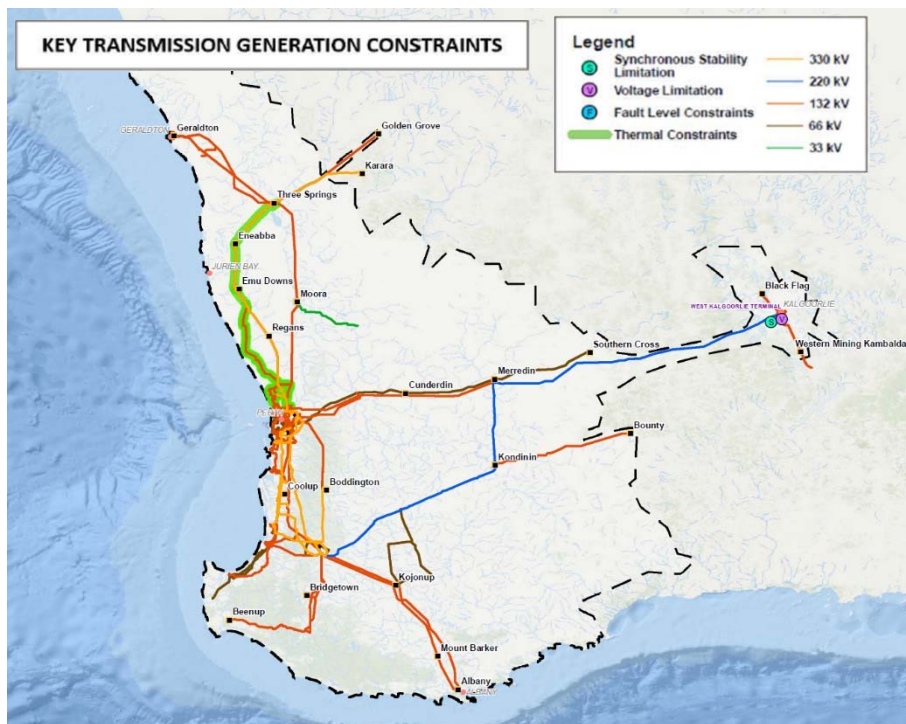 KEY TRANSMISSION GENERATION CONSTRAINTS
Legend
Synchronous Stability
Limitation
Voltage Limitation
Fault Level Constraints
Thermal Constraints
S
V
F
330 kV
220 kV
132 kV
66 kV
33 kV
GERALDTON
Geraldton
Golden Grove
Karara
Three Springs
Eneabba
JURIEN BAY
Emu Downs
Moora
Regans
Black Flag
WEST KALGOORLIE TERMINAL
KALGOORLIE
S
V
Western Mining Kambalda
Southern Cross
Merredin
Cunderdin
Bounty
Kondinin
Coolup
Boddington
Kojonup
Bridgetown
Beenup
Mount Barker
Albany
ALBANY